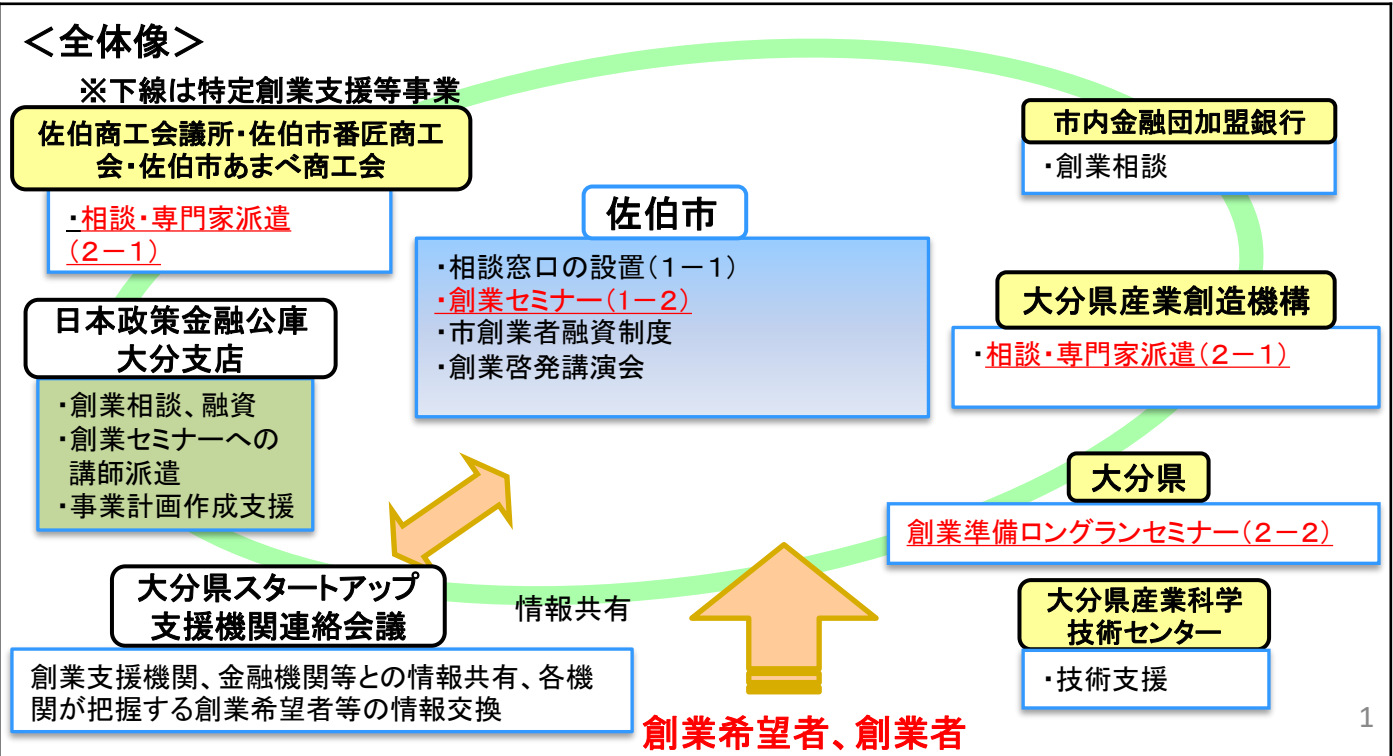 ＜全体像＞
※下線は特定創業支援等事業
佐伯商工会議所・佐伯市番匠商工
会・佐伯市あまべ商工会
・相談・専門家派遣
（２－１）
日本政策金融公庫
大分支店
・創業相談、融資
・創業セミナーへの
講師派遣
・事業計画作成支援
大分県スタートアップ
支援機関連絡会議
創業支援機関、金融機関等との情報共有、各機
関が把握する創業希望者等の情報交換
佐伯市
・相談窓口の設置（１－１）
・創業セミナー（１－２）
・市創業者融資制度
・創業啓発講演会
情報共有
創業希望者、創業者
市内金融団加盟銀行
・創業相談
大分県産業創造機構
・相談・専門家派遣（２－１）
大分県
創業準備ロングランセミナー（２－２）
大分県産業科学
技術センター
・技術支援
1